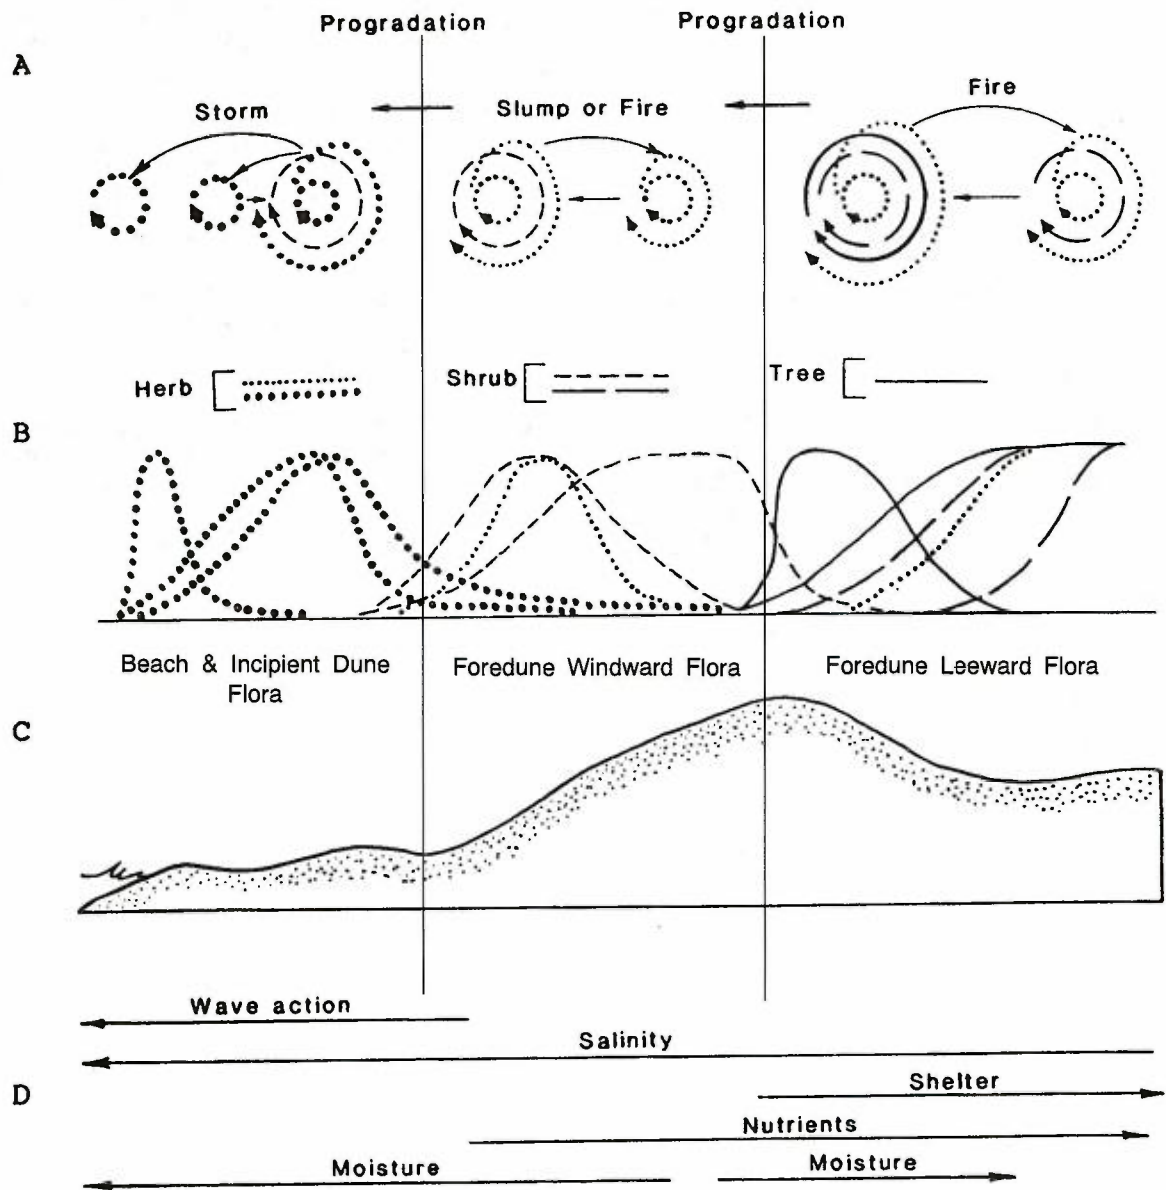 Progradation
Progradation
A
Storm
Slump or Fire
Fire
Herb
Shrub
Tree
B
Beach & Incipient Dune
Flora
Foredune Windward Flora
Foredune Leeward Flora
C
Wave action
Salinity
D
Shelter
Nutrients
Moisture
Moisture